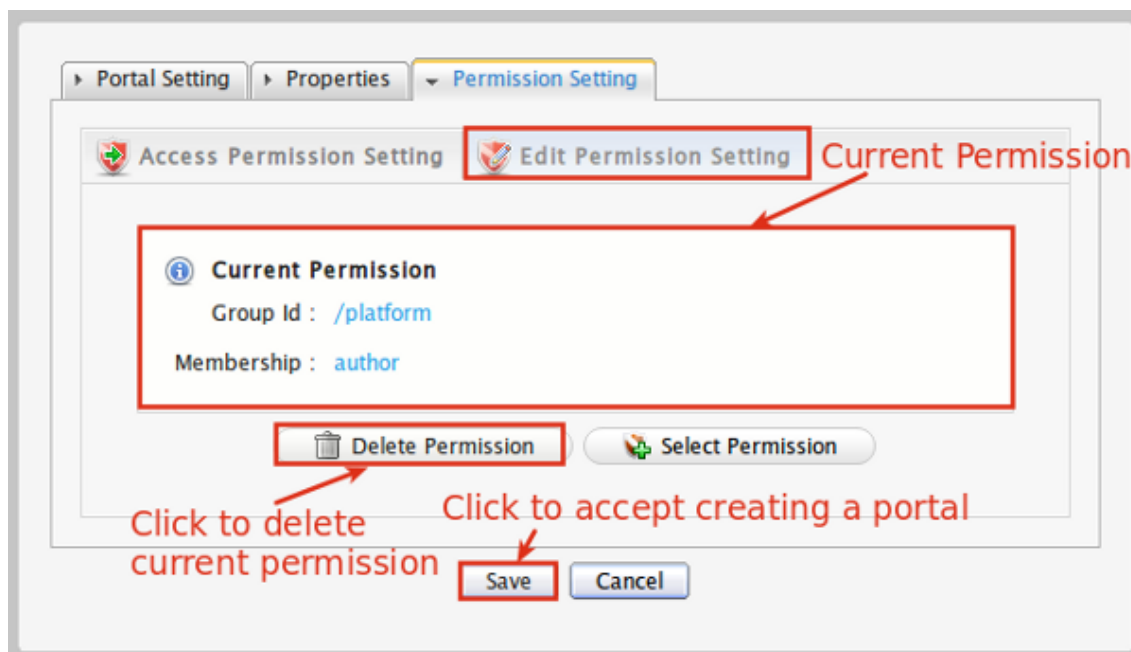 Portal Setting Properties Permission Setting
Access Permission Setting Edit Permission Setting Current Permission
Current Permission
Group Id : /platform
Membership : author
Delete Permission Select Permission
Click to delete
current permission
Click to accept creating a portal
Save Cancel